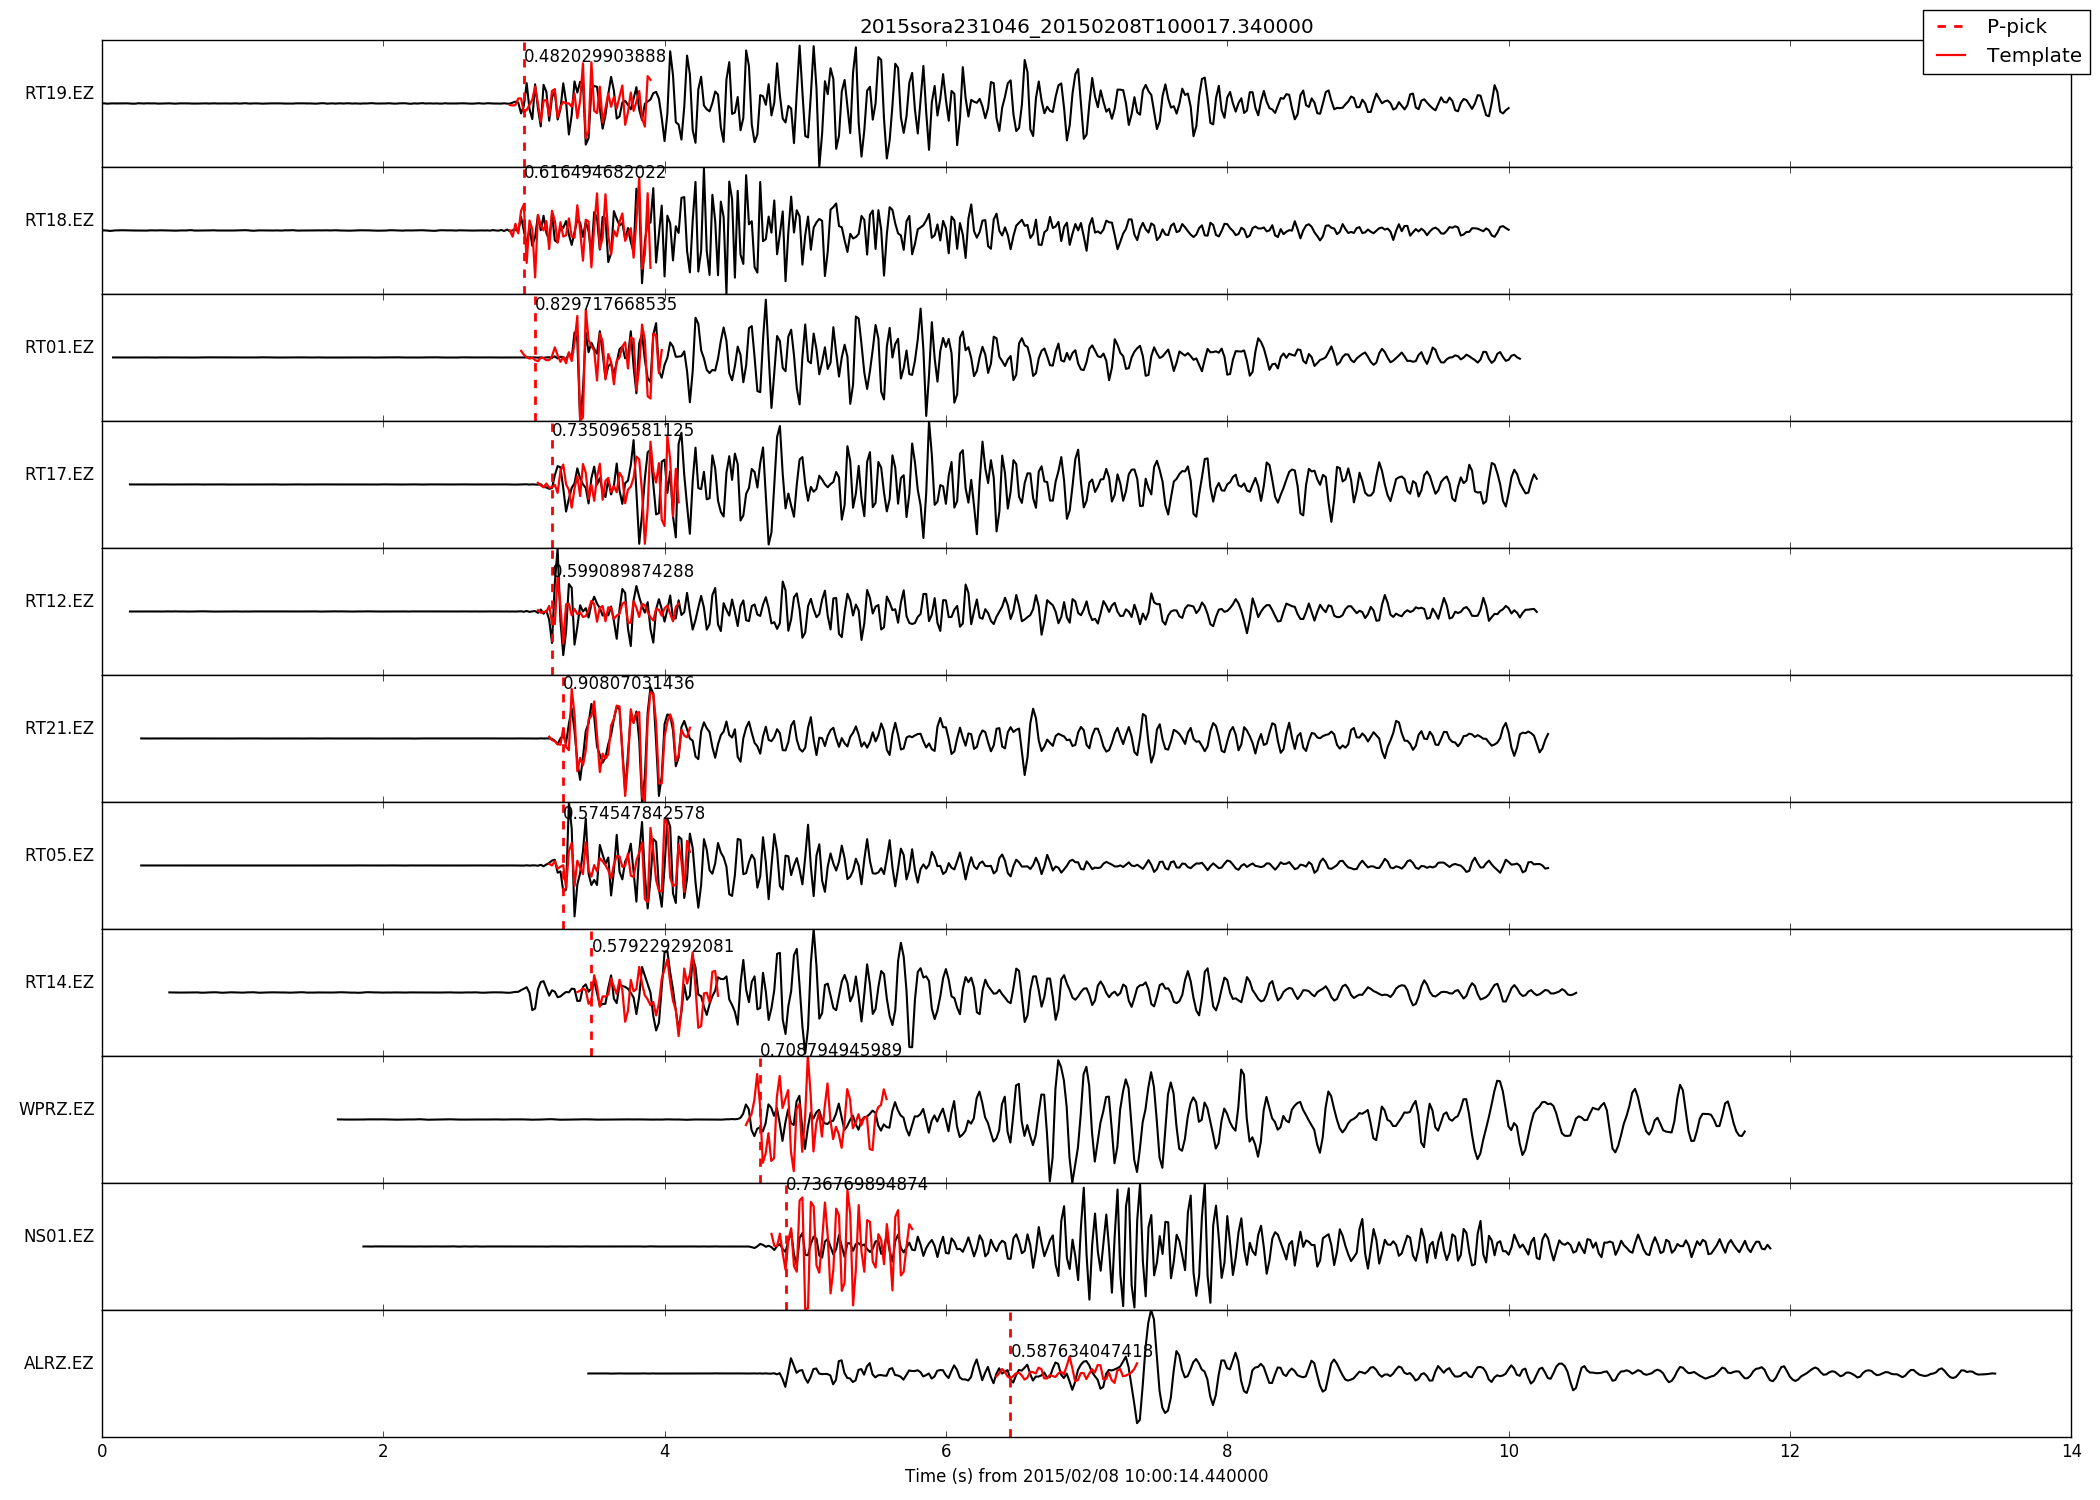 2015sora231046_20150208T100017.340000
P-pick
Template
RT19.EZ
0.482029903888
RT18.EZ
0.616494682022
RT01.EZ
0.829717668535
RT17.EZ
0.735096581125
RT12.EZ
0.599089874288
RT21.EZ
0.90807031436
RT05.EZ
0.574547842578
RT14.EZ
0.579229292081
WPRZ.EZ
0.708794945989
NS01.EZ
0.736769894874
ALRZ.EZ
0.587634047418
0 2 4 6 8 10 12 14
Time (s) from 2015/02/08 10:00:14.440000